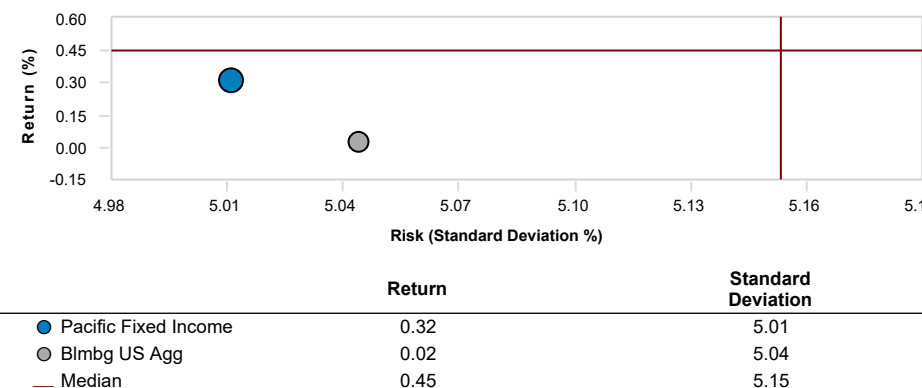 0.60
0.45
0.30
0.15
0.00
-0.15
Return (%)
4.98 5.01 5.04 5.07 5.10 5.13 5.16
Risk (Standard Deviation %)
Return Standard Deviation
Pacific Fixed Income 0.32 5.01
Blmbg US Agg 0.02 5.04
Median 0.45 5.15